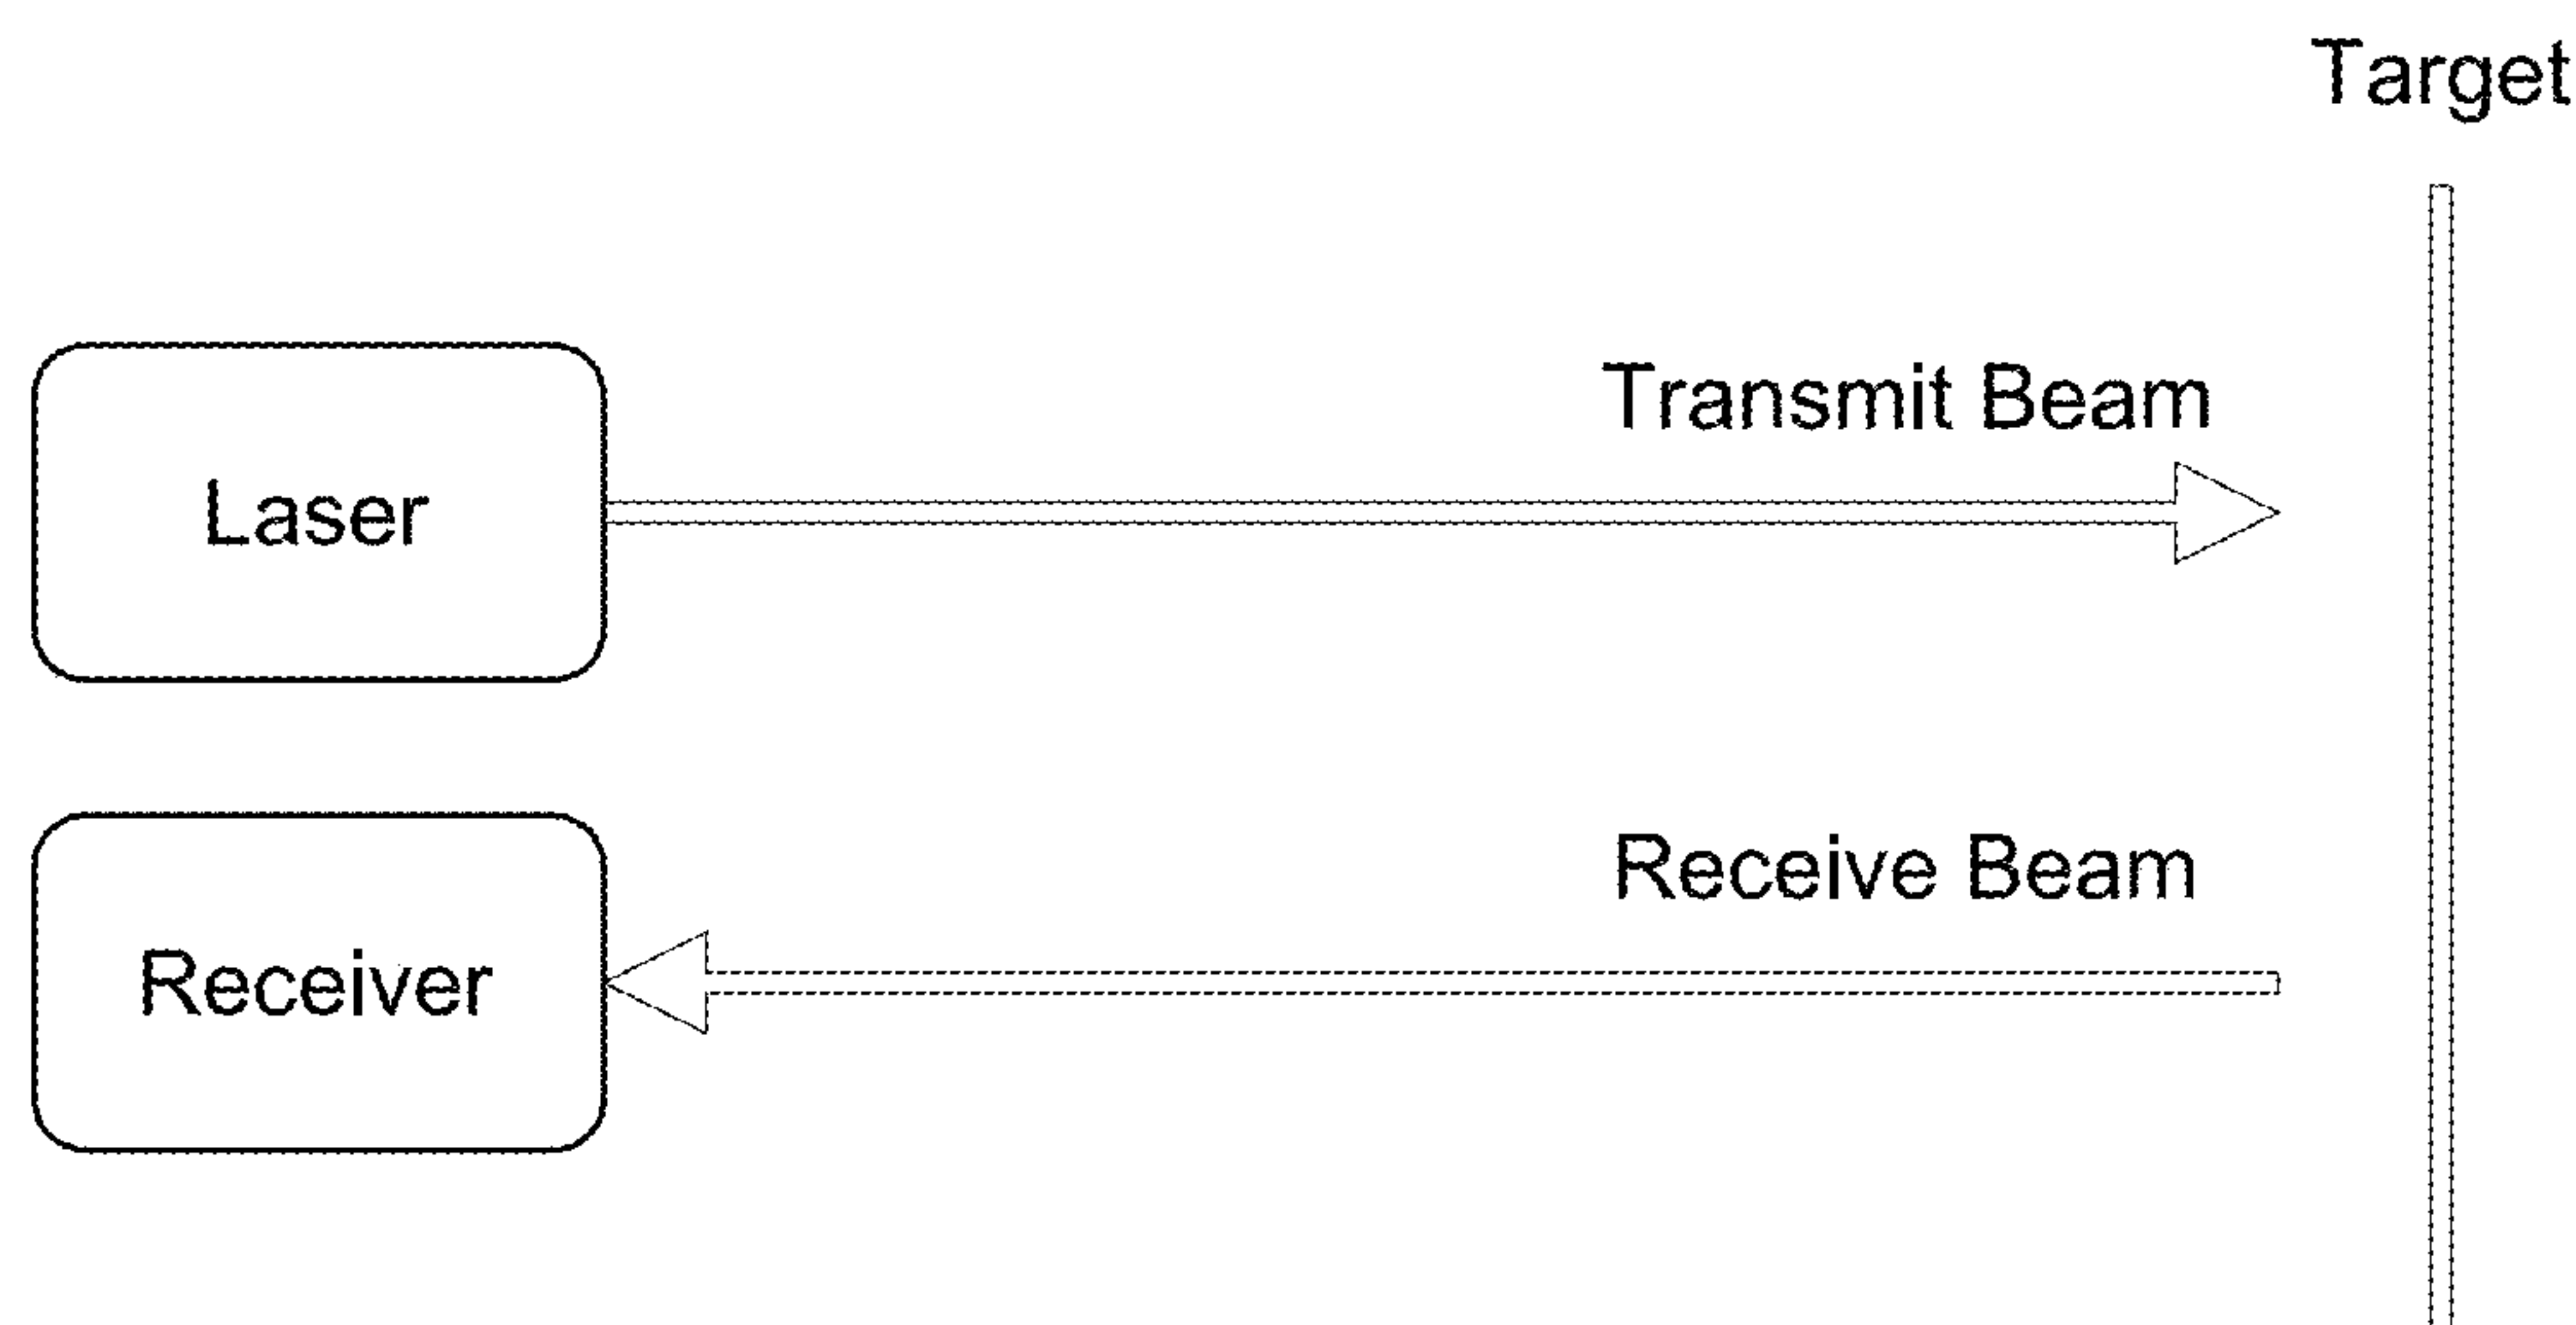 Target
Transmit Beam
Laser
Receive Beam
Receiver